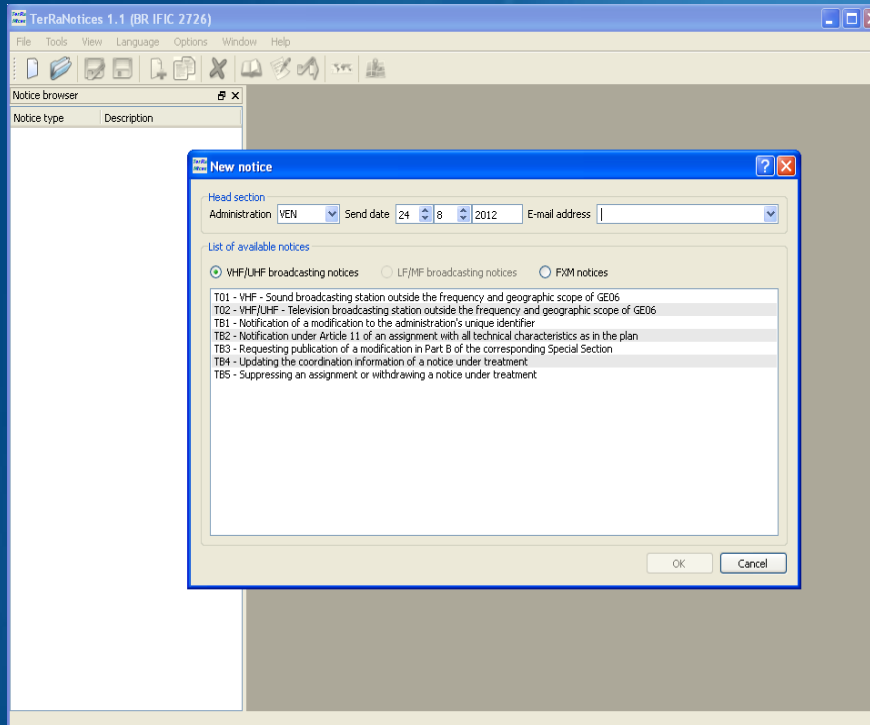 TerRaNotices 1.1 (BR IFIC 2726)
File Tools View Language Options Window Help
Notice browser
Notice type Description
New notice
Head section
Administration VEN Send date 24 8 2012 E-mail address
List of available notices
VHF/UHF broadcasting notices LF/MF broadcasting notices FXM notices
T01 - VHF - Sound broadcasting station outside the frequency and geographic scope of GE06
T02 - VHF/UHF - Television broadcasting station outside the frequency and geographic scope of GE06
TB1 - Notification of a modification to the administration's unique identifier
TB2 - Notification under Article 11 of an assignment with all technical characteristics as in the plan
TB3 - Requesting publication of a modification in Part B of the corresponding Special Section
TB4 - Updating the coordination information of a notice under treatment
TB5 - Suppressing an assignment or withdrawing a notice under treatment
OK Cancel